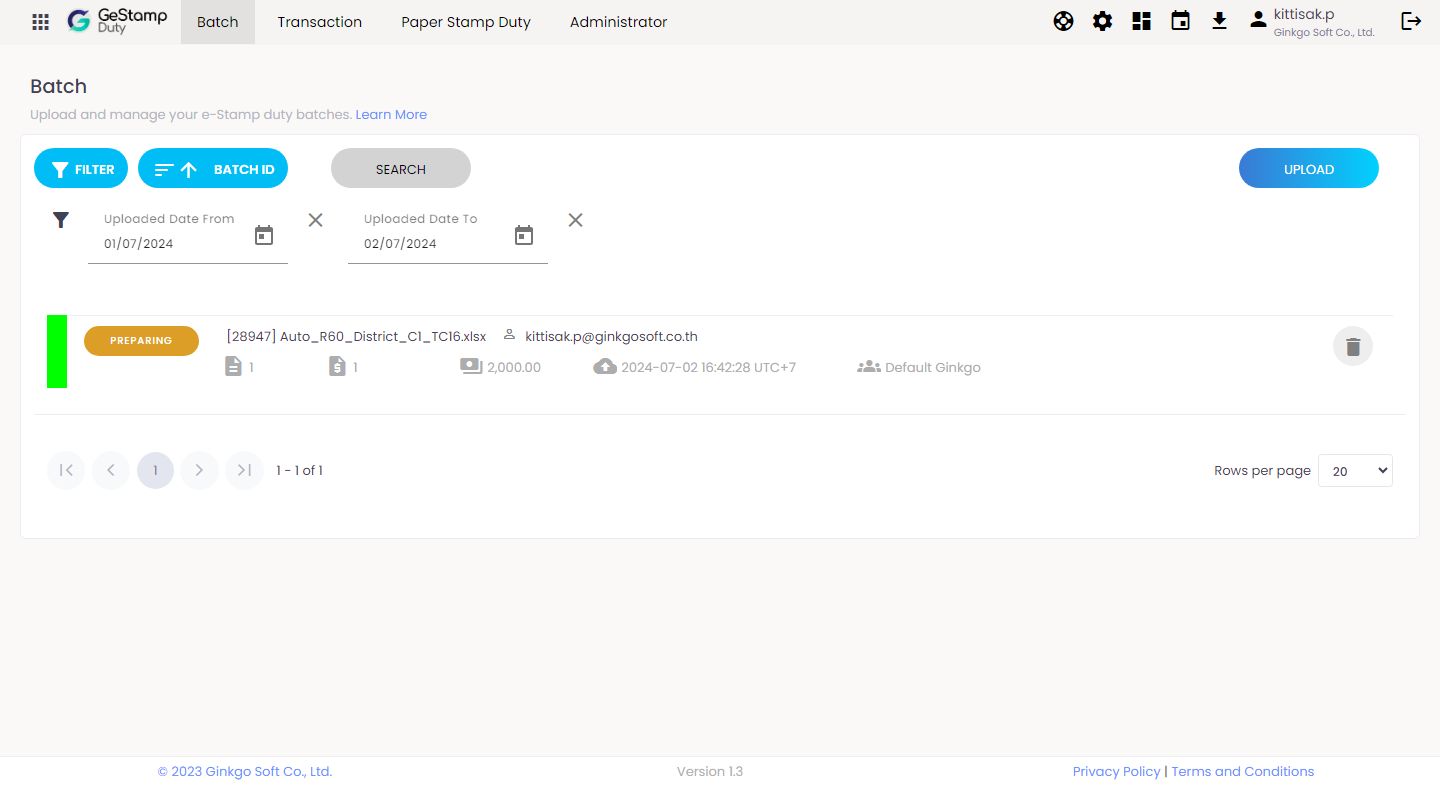 GeStamp
Duty
Batch
Transaction
Paper Stamp Duty
Administrator
kittisak.p
Ginkgo Soft Co., Ltd.
Batch
Upload and manage your e-Stamp duty batches. Learn More
FILTER
BATCH ID
SEARCH
UPLOAD
Uploaded Date From
01/07/2024
Uploaded Date To
02/07/2024
PREPARING
[28947] Auto_R60_District_C1_TC16.xlsx
kittisak.p@ginkgosoft.co.th
1
1
2,000.00
2024-07-02 16:42:28 UTC+7
Default Ginkgo
1
1 - 1 of 1
Rows per page
20
© 2023 Ginkgo Soft Co., Ltd.
Version 1.3
Privacy Policy | Terms and Conditions